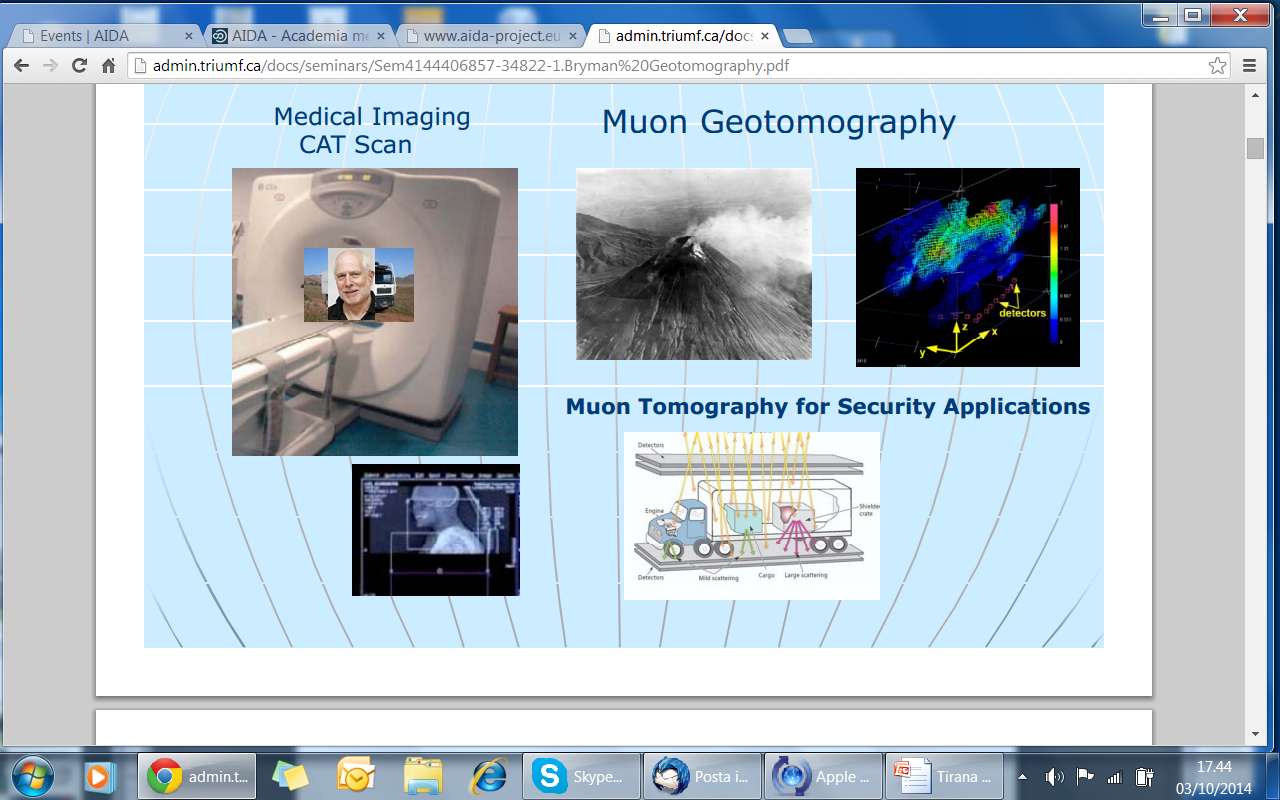 Events | AIDA
AIDA - Academia me
www.aida-project.eu
admin.triumf.ca/docs
admin.triumf.ca/docs/seminars/Sem4144406857-34822-1.Bryman%20Geotomography.pdf
Medical Imaging
CAT Scan
Muon Geotomography
detectors
z
x
y
Muon Tomography for Security Applications
Detectors
Engine
Shielded
crate
Detectors
Mild scattering
Cargo
Large scattering
admin.t...
Skype...
Posta i...
Apple ...
Tirana ...
17.44
03/10/2014